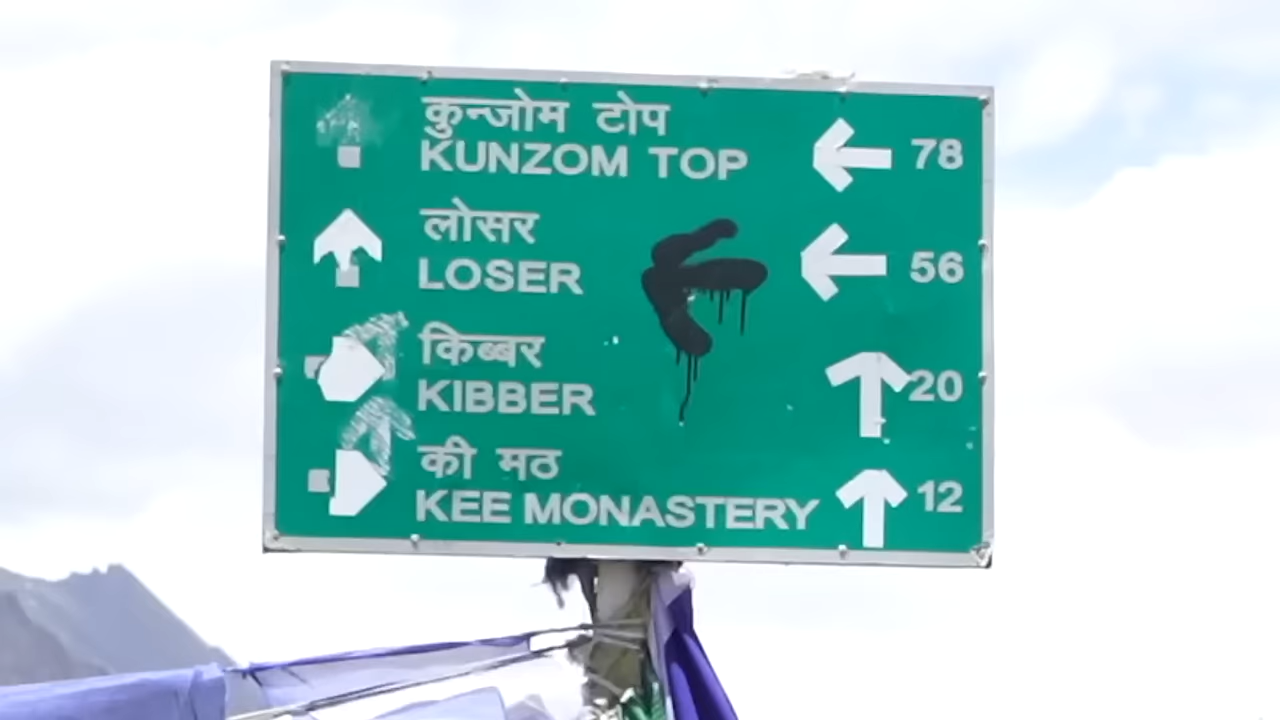 कुन्जोम टोप
KUNZOM TOP 78
लोसर
LOSER 56
किब्बर
KIBBER 20
की मठ
KEE MONASTERY 12